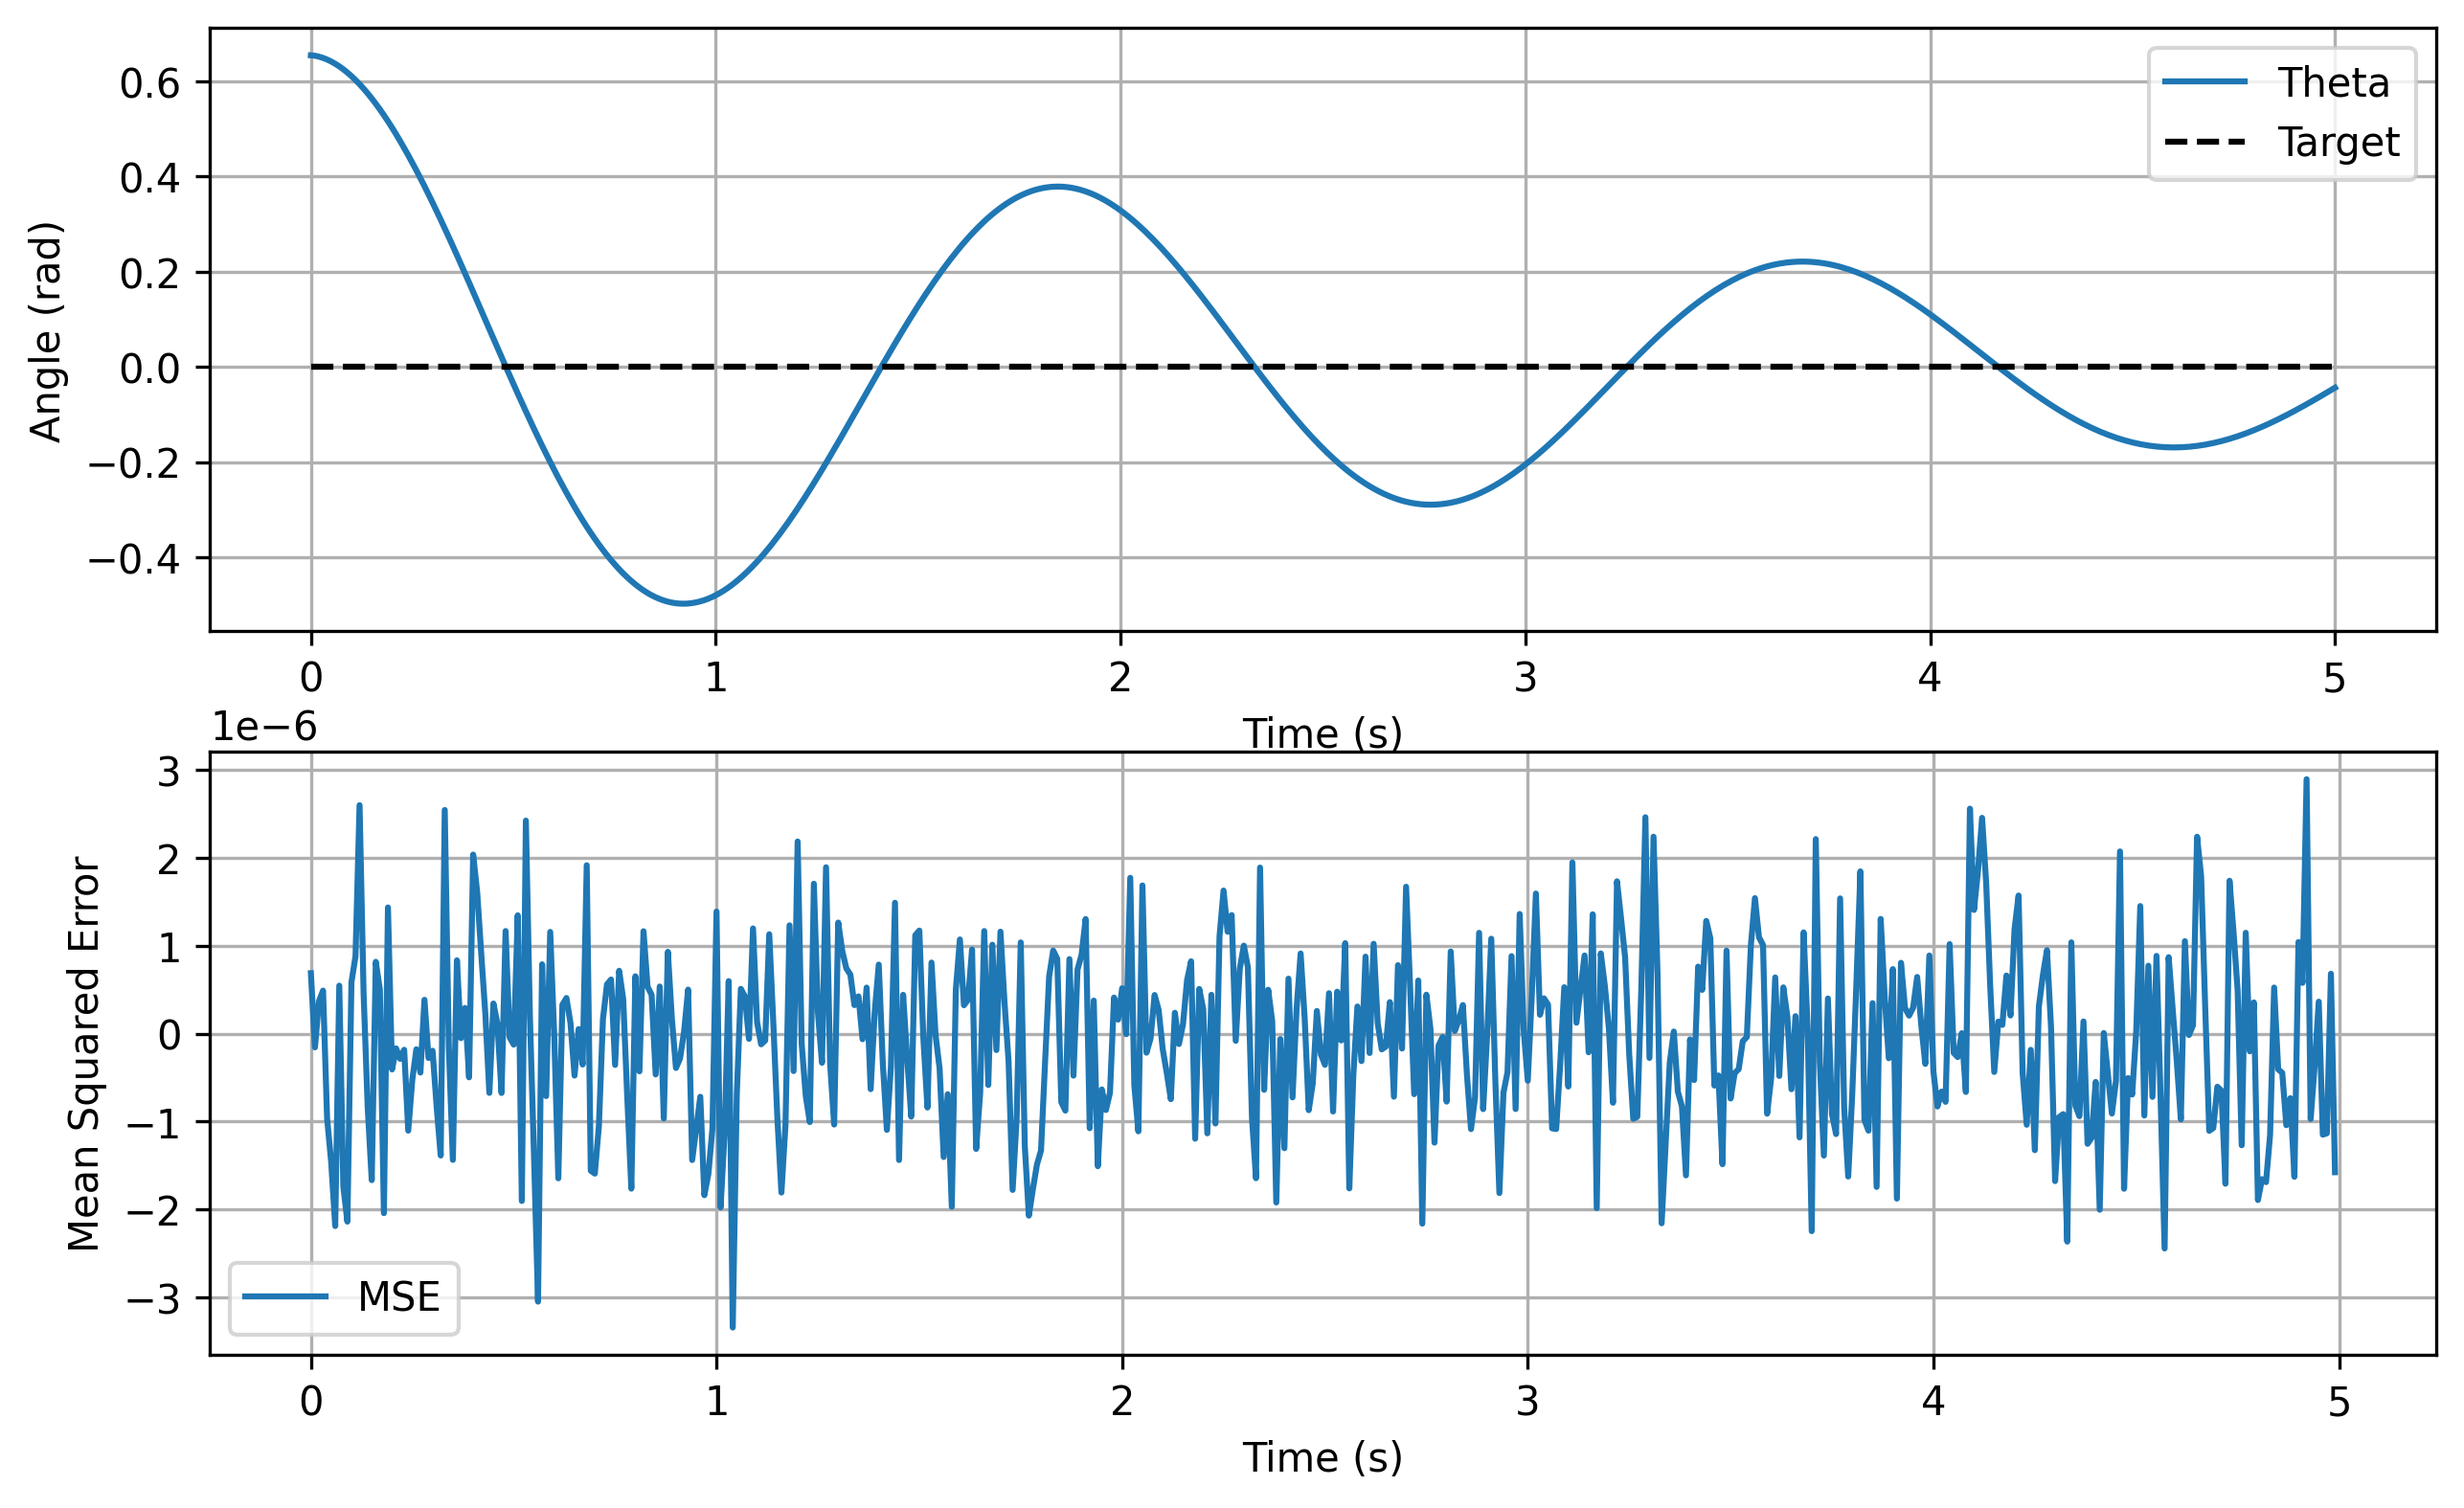 Theta
Target
0.6
0.4
0.2
0.0
−0.2
−0.4
Angle (rad)
0 1 2 3 4 5
Time (s)
1e−6
3
2
1
0
−1
−2
−3
Mean Squared Error
MSE
0 1 2 3 4 5
Time (s)